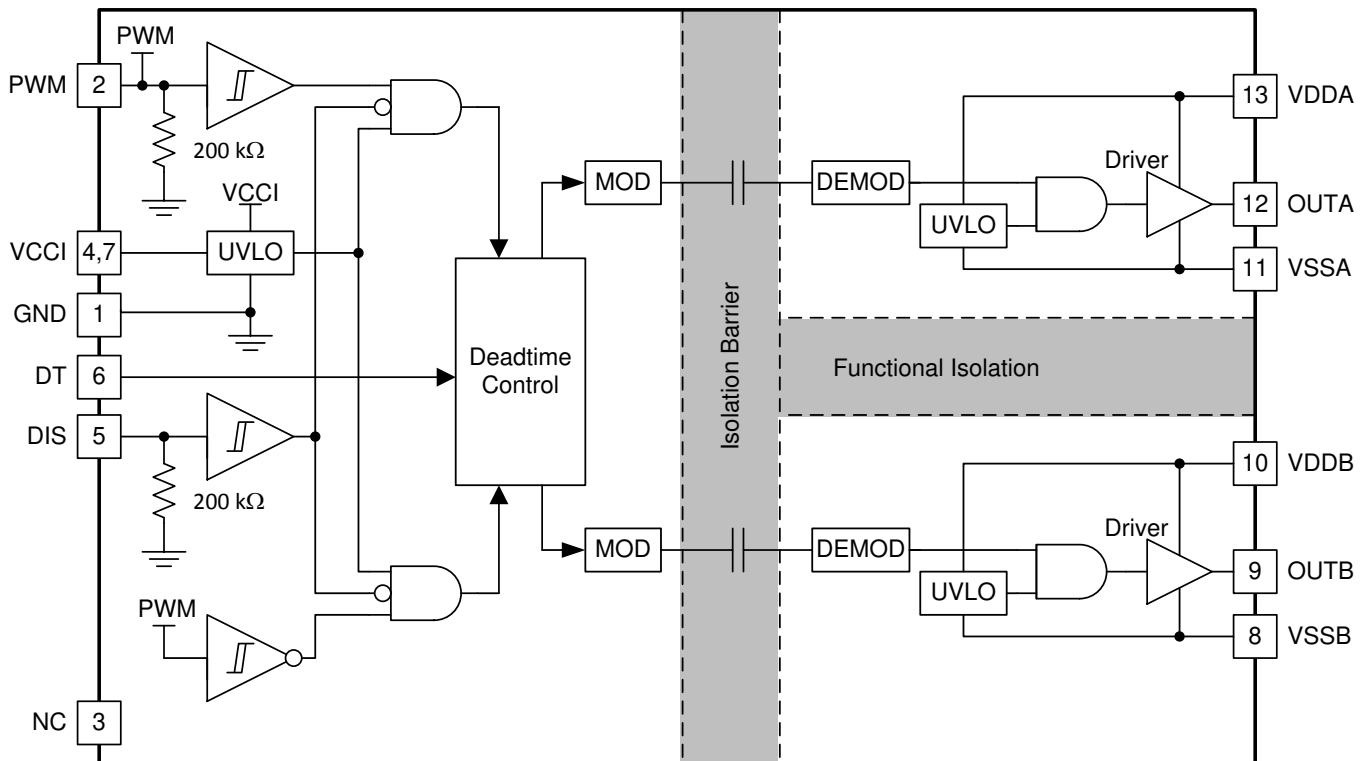 PWM
PWM 2
200 kΩ
VCCI
VCCI 4,7
UVLO
GND 1
DT 6
DIS 5
200 kΩ
PWM
NC 3
Deadtime
Control
MOD
MOD
Isolation Barrier
Functional Isolation
DEMOD
UVLO
Driver
13 VDDA
12 OUTA
11 VSSA
DEMOD
UVLO
Driver
10 VDDB
9 OUTB
8 VSSB